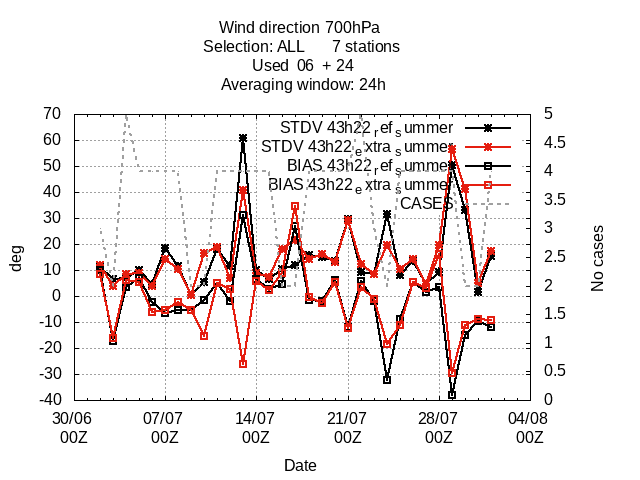 Wind direction 700hPa
Selection: ALL 7 stations
Used 06 + 24
Averaging window: 24h
STDV 43h22_ref_summer
STDV 43h22_extra_summer
BIAS 43h22_ref_summer
BIAS 43h22_extra_summer
CASES
70
60
50
40
30
20
10
0
-10
-20
-30
-40
deg
5
4.5
4
3.5
3
2.5
2
1.5
1
0.5
0
No cases
30/06 07/07 14/07 21/07 28/07 04/08
00Z 00Z 00Z 00Z 00Z 00Z
Date